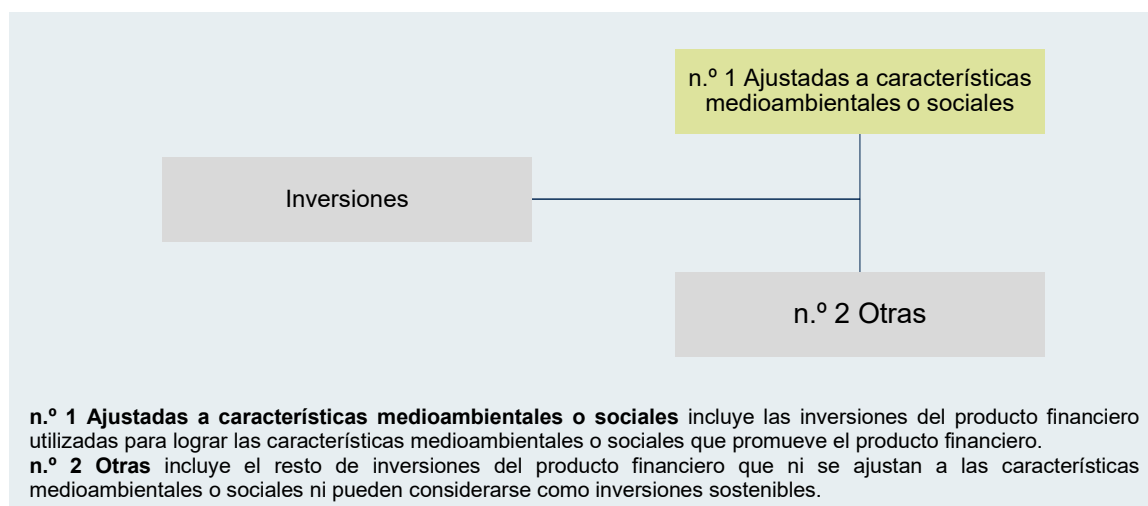 n.º 1 Ajustadas a características
medioambientales o sociales
Inversiones
n.º 2 Otras
n.º 1 Ajustadas a características medioambientales o sociales incluye las inversiones del producto financiero
utilizadas para lograr las características medioambientales o sociales que promueve el producto financiero.
n.º 2 Otras incluye el resto de inversiones del producto financiero que ni se ajustan a las características
medioambientales o sociales ni pueden considerarse como inversiones sostenibles.